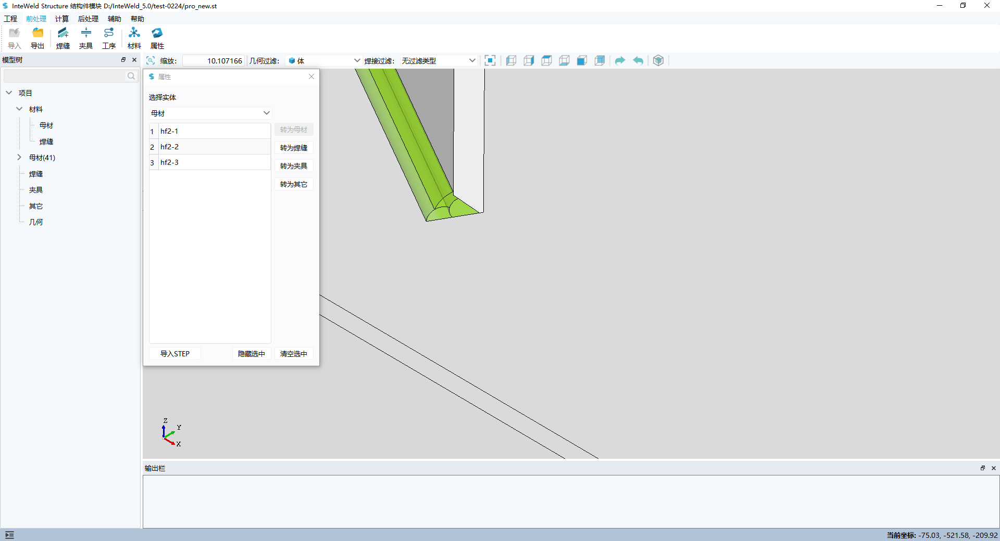 InteWeld Structure 结构件模块 D:/InteWeld_5.0/test-0224/pro_new.st
工程 前处理 计算 后处理 辅助 帮助
导入 导出 焊缝 夹具 工序 材料 属性
模型树
缩放: 10.107166 几何过滤: 体 焊接过滤: 无过滤类型
项目
材料
母材
焊缝
母材(41)
焊缝
夹具
其它
几何
属性
选择实体
母材
1 hf2-1
2 hf2-2
3 hf2-3
转为母材
转为焊缝
转为夹具
转为其它
导入STEP 隐藏选中 清空选中
Z
Y
X
输出栏
当前坐标: -75.03, -521.58, -209.92